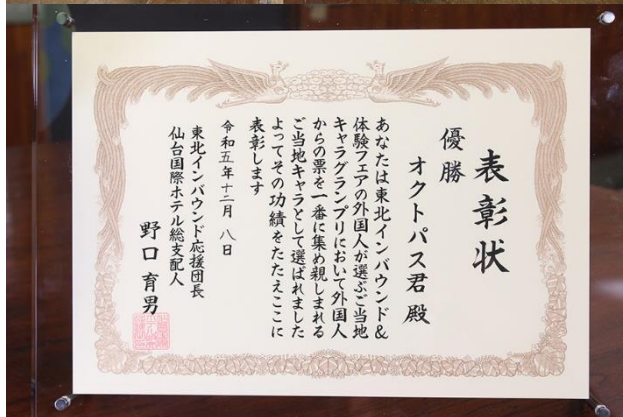 表彰状
優勝
オクトパス君 殿
あなたは東北インバウンド&
体験フェアの外国人が選ぶご当地
キャラグランプリにおいて外国人
からの票を一番に集め親しまれる
ご当地キャラとして選ばれました
よってその功績をたたえここに
表彰します
令和五年十二月 八日
東北インバウンド応援団長
仙台国際ホテル総支配人
野口 育男